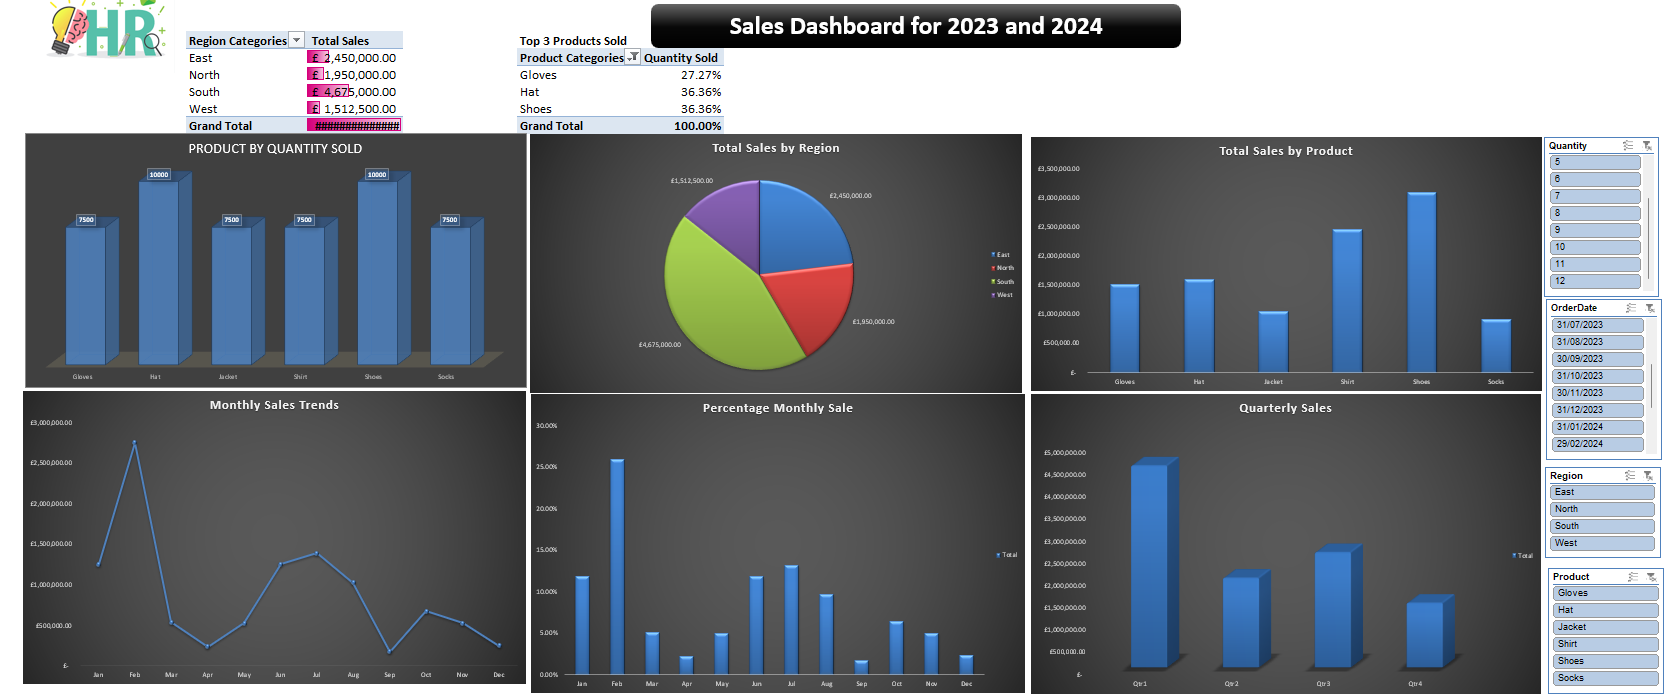 HR
Sales Dashboard for 2023 and 2024
Region Categories Total Sales
East £ 2,450,000.00
North £ 1,950,000.00
South £ 4,675,000.00
West £ 1,512,500.00
Grand Total ##############
Top 3 Products Sold
Product Categories Quantity Sold
Gloves 27.27%
Hat 36.36%
Shoes 36.36%
Grand Total 100.00%
PRODUCT BY QUANTITY SOLD
7500 10000 7500 7500 10000 7500
Gloves Hat Jacket Shirt Shoes Socks
Total Sales by Region
£1,512,500.00
£2,450,000.00
£1,950,000.00
£4,675,000.00
East
North
South
West
Total Sales by Product
£3,500,000.00
£3,000,000.00
£2,500,000.00
£2,000,000.00
£1,500,000.00
£1,000,000.00
£500,000.00
£-
Gloves Hat Jacket Shirt Shoes Socks
Quantity
5
6
7
8
9
10
11
12
OrderDate
31/07/2023
31/08/2023
30/09/2023
31/10/2023
30/11/2023
31/12/2023
31/01/2024
29/02/2024
Monthly Sales Trends
£3,000,000.00
£2,500,000.00
£2,000,000.00
£1,500,000.00
£1,000,000.00
£500,000.00
£-
Jan Feb Mar Apr May Jun Jul Aug Sep Oct Nov Dec
Percentage Monthly Sale
30.00%
25.00%
20.00%
15.00%
10.00%
5.00%
0.00%
Jan Feb Mar Apr May Jun Jul Aug Sep Oct Nov Dec
Total
Quarterly Sales
£5,000,000.00
£4,500,000.00
£4,000,000.00
£3,500,000.00
£3,000,000.00
£2,500,000.00
£2,000,000.00
£1,500,000.00
£1,000,000.00
£500,000.00
£-
Qtr1 Qtr2 Qtr3 Qtr4
Total
Region
East
North
South
West
Product
Gloves
Hat
Jacket
Shirt
Shoes
Socks